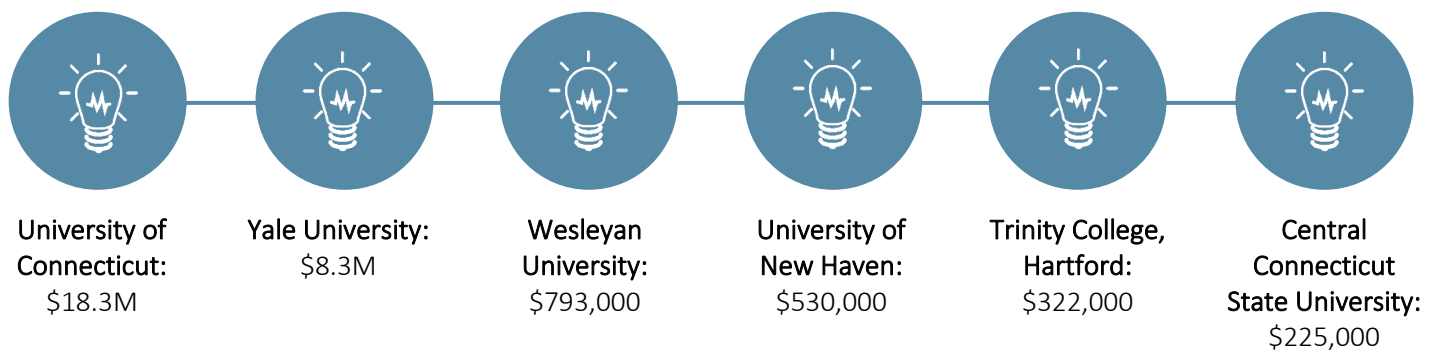 University of
Connecticut:
$18.3M
Yale University:
$8.3M
Wesleyan
University:
$793,000
University of
New Haven:
$530,000
Trinity College,
Hartford:
$322,000
Central
Connecticut
State University:
$225,000